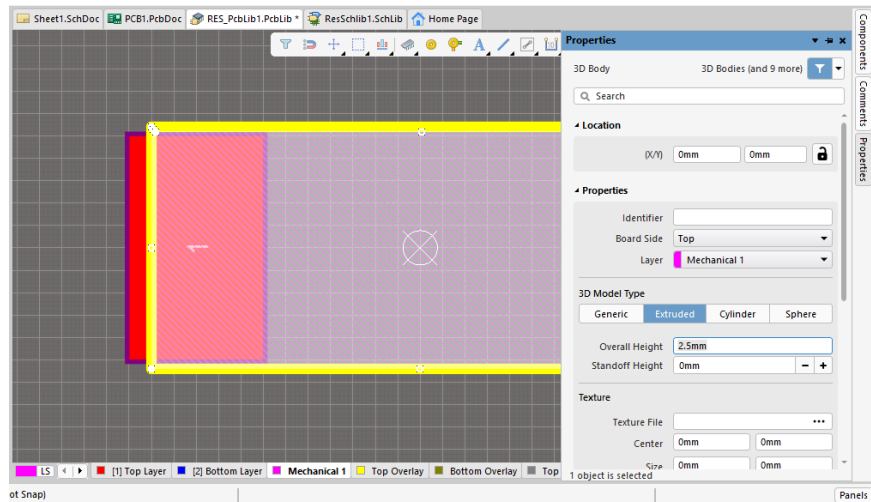 Sheet1.SchDoc PCB1.PcbDoc RES_PcbLib1.PcbLib * ResSchlib1.SchLib Home Page
Properties
3D Body 3D Bodies (and 9 more)
Search
Location
(X/Y) 0mm 0mm
Properties
Identifier
Board Side Top
Layer Mechanical 1
3D Model Type
Generic Extruded Cylinder Sphere
Overall Height 2.5mm
Standoff Height 0mm
Texture
Texture File ...
Center 0mm 0mm
Size 0mm 0mm
1 object is selected
Components
Comments
Properties
1
LS [1] Top Layer [2] Bottom Layer Mechanical 1 Top Overlay Bottom Overlay Top
ot Snap) Panels